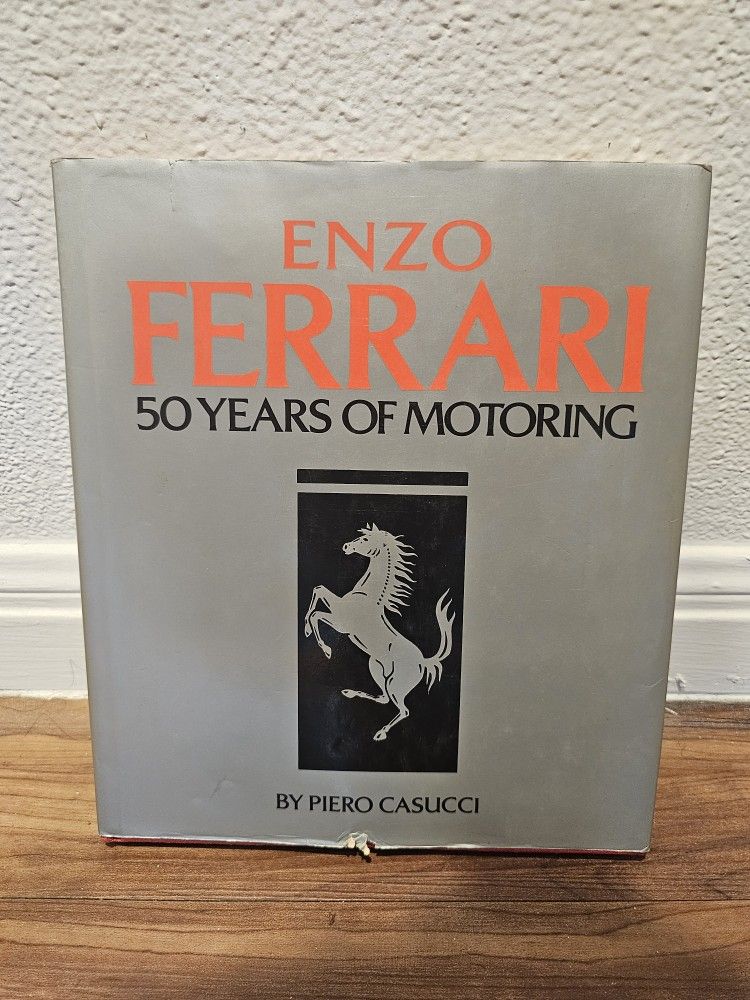 ENZO
FERRARI
50 YEARS OF MOTORING
BY PIERO CASUCCI